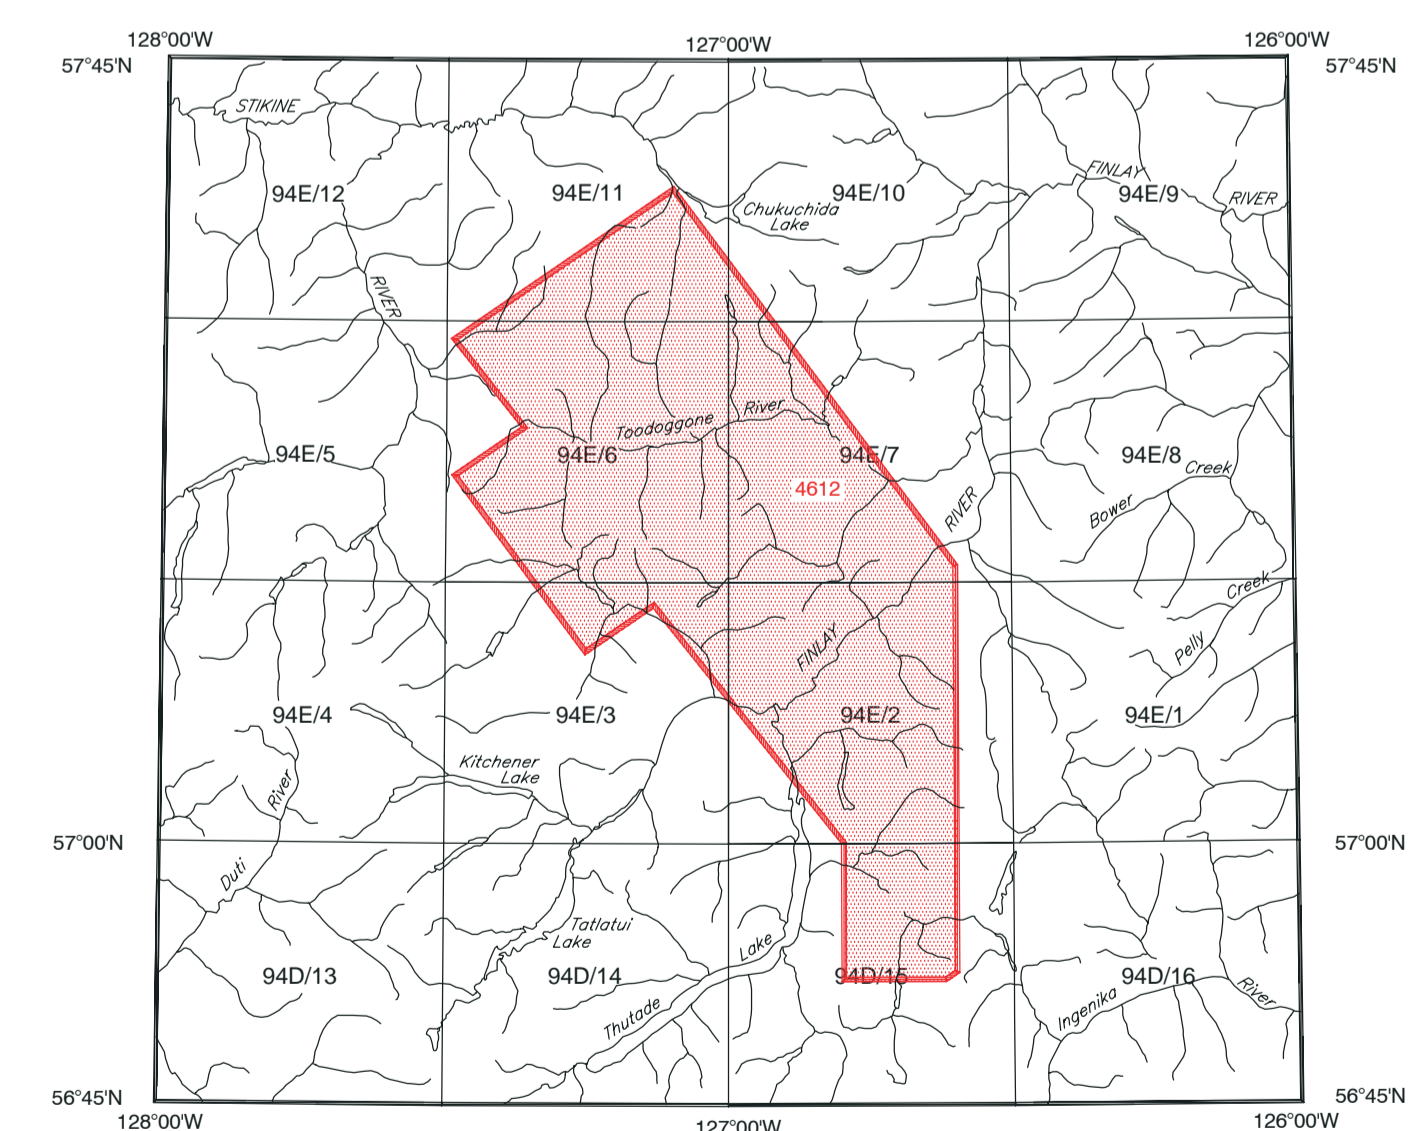 128°00'W
127°00'W
126°00'W
57°45'N
57°45'N
STIKINE
94E/12
94E/11
94E/10
FINLAY
94E/9
RIVER
Chukuchida
Lake
RIVER
Toodoggone
River
94E/5
94E/6
94E/7
94E/8
Creek
4612
RIVER
Bower
Creek
FINLAY
Pelly
94E/4
94E/3
94E/2
94E/1
Kitchener
Lake
River
57°00'N
57°00'N
Duti
Tatlatui
Lake
Lake
94D/13
94D/14
94D/15
94D/16
Thutade
Ingenika
River
56°45'N
56°45'N
128°00'W
127°00'W
126°00'W